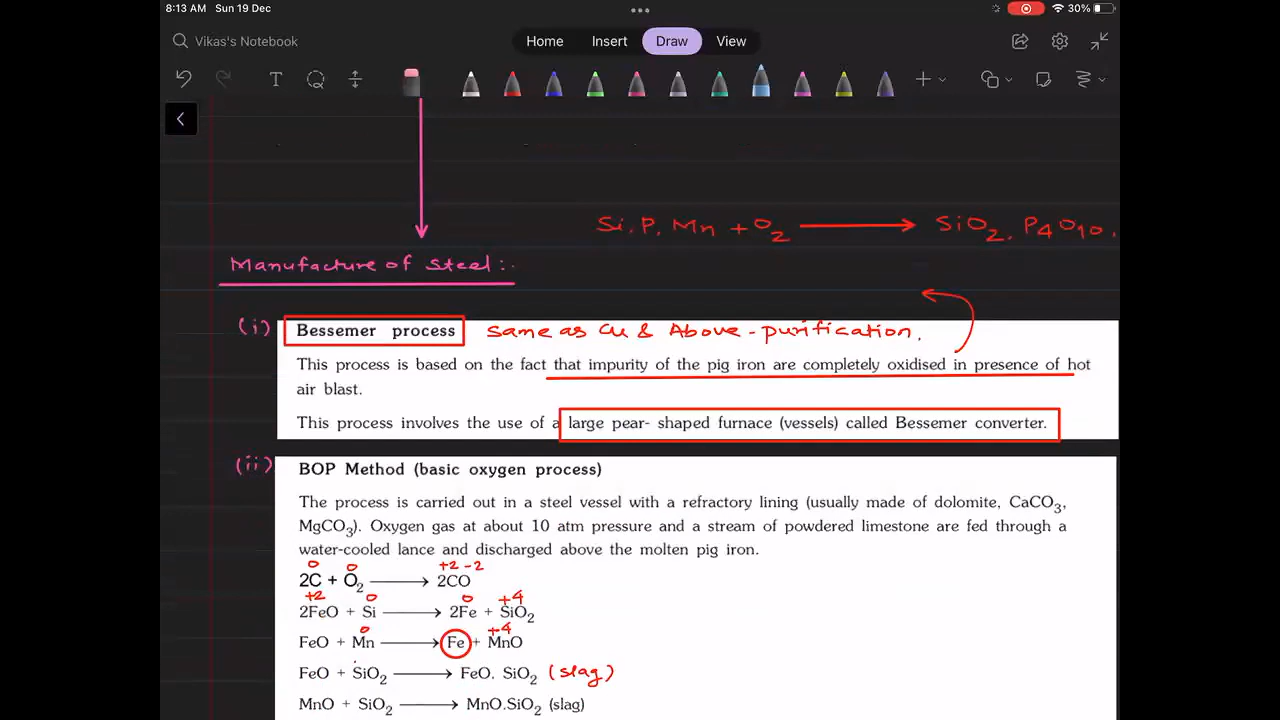 8:13 AM Sun 19 Dec
30%
Vikas's Notebook
Home Insert Draw View
T
Si, P, Mn + O₂ ⟶ SiO₂, P₄O₁₀,
Manufacture of Steel :-
(i) Bessemer process Same as Cu & Above-purification.
This process is based on the fact that impurity of the pig iron are completely oxidised in presence of hot
air blast.
This process involves the use of a large pear- shaped furnace (vessels) called Bessemer converter.
(ii) BOP Method (basic oxygen process)
The process is carried out in a steel vessel with a refractory lining (usually made of dolomite, CaCO₃,
MgCO₃). Oxygen gas at about 10 atm pressure and a stream of powdered limestone are fed through a
water-cooled lance and discharged above the molten pig iron.
0 0 +2 -2
2C + O₂ ⟶ 2CO
+2 0 0 +4
2FeO + Si ⟶ 2Fe + SiO₂
0 +4
FeO + Mn ⟶ Fe + MnO
FeO + SiO₂ ⟶ FeO. SiO₂ (slag)
MnO + SiO₂ ⟶ MnO.SiO₂ (slag)